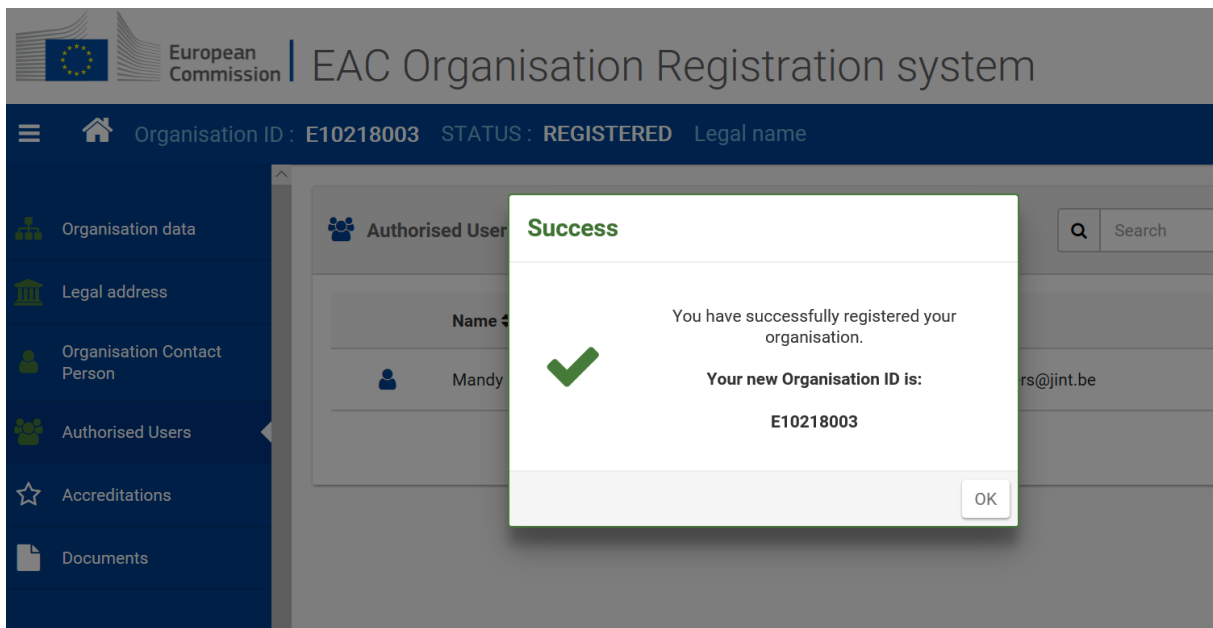 European
Commission
EAC Organisation Registration system
Organisation ID : E10218003 STATUS : REGISTERED Legal name
Organisation data
Legal address
Organisation Contact
Person
Authorised Users
Accreditations
Documents
Authorised User
Search
Name
Mandy
rs@jint.be
Success
You have successfully registered your
organisation.
Your new Organisation ID is:
E10218003
OK